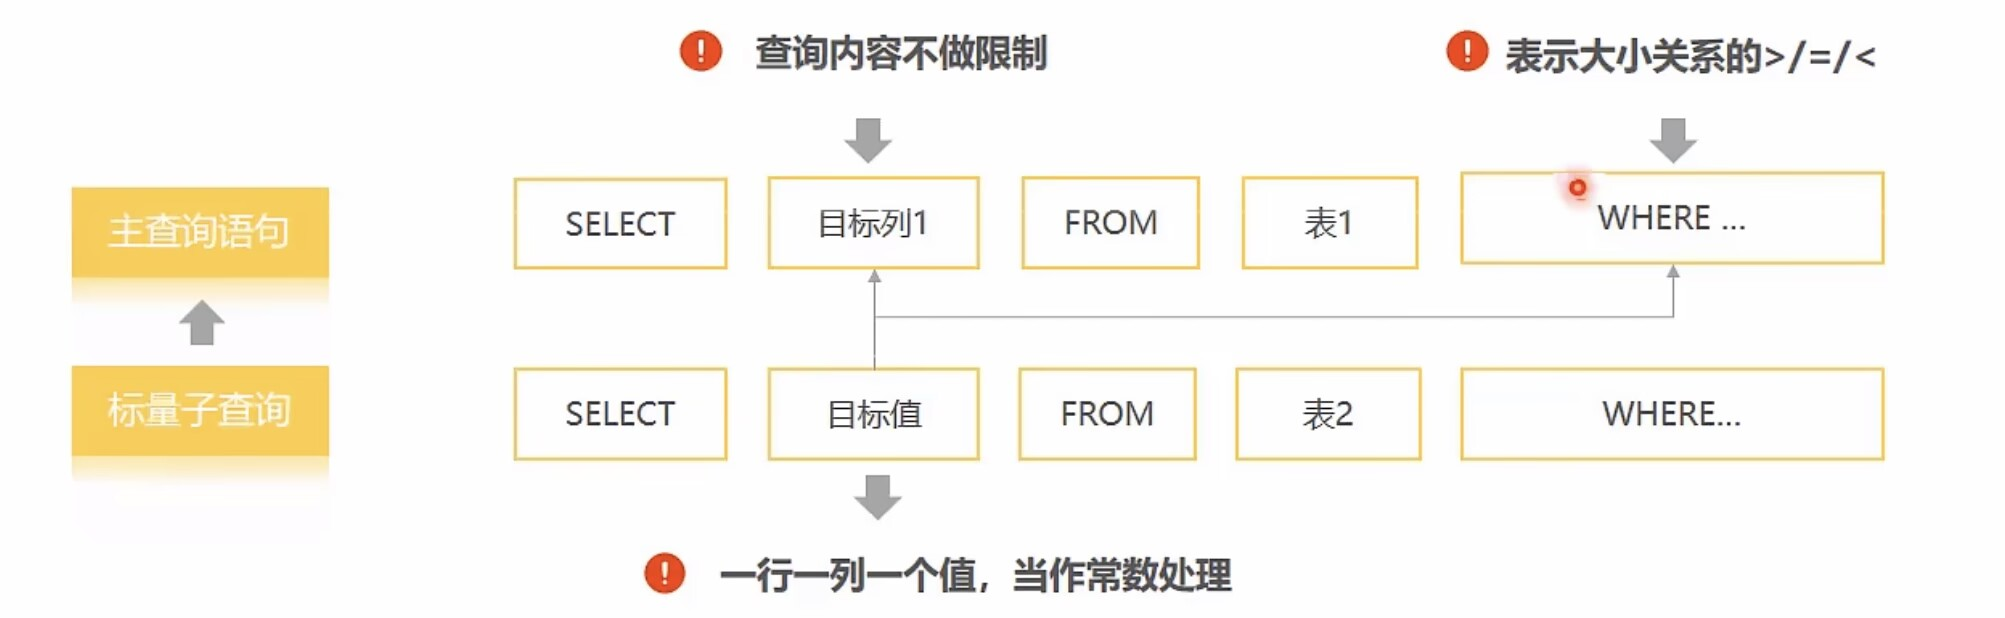 查询内容不做限制
表示大小关系的>/=/<
主查询语句
SELECT
目标列1
FROM
表1
WHERE ...
标量子查询
SELECT
目标值
FROM
表2
WHERE...
一行一列一个值，当作常数处理